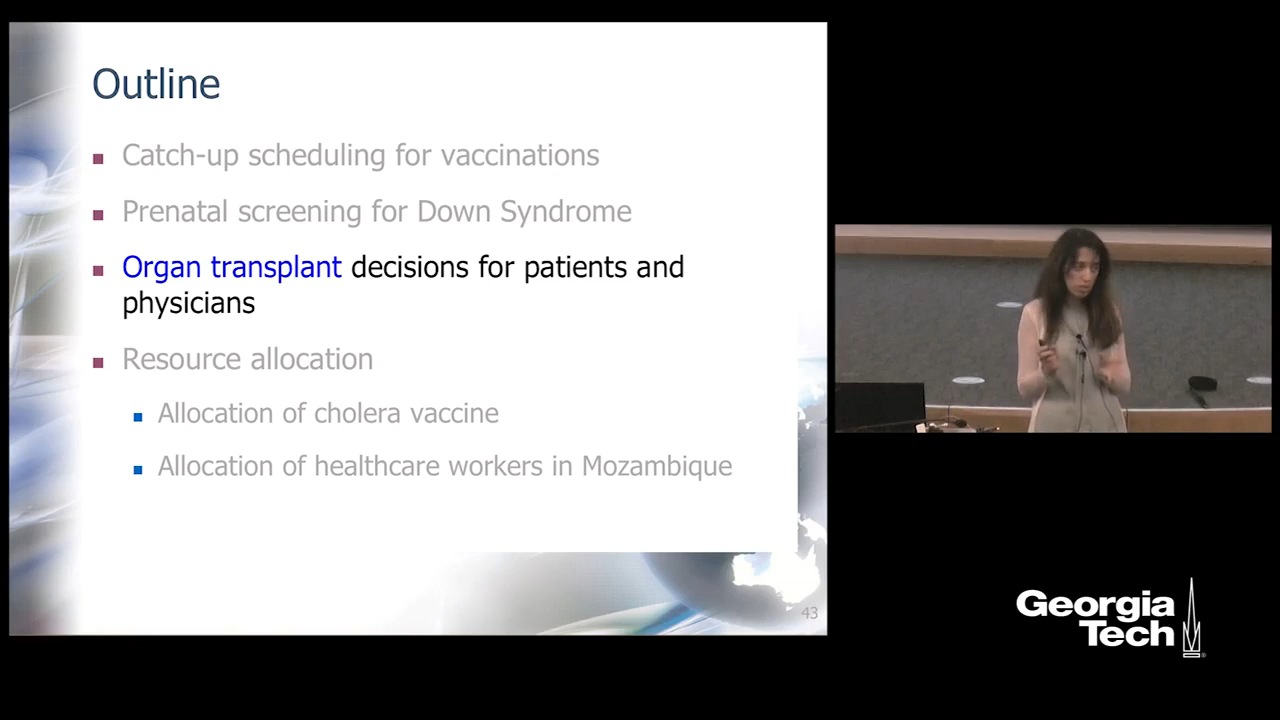 Outline
Catch-up scheduling for vaccinations
Prenatal screening for Down Syndrome
Organ transplant decisions for patients and
physicians
Resource allocation
Allocation of cholera vaccine
Allocation of healthcare workers in Mozambique
43
Georgia
Tech